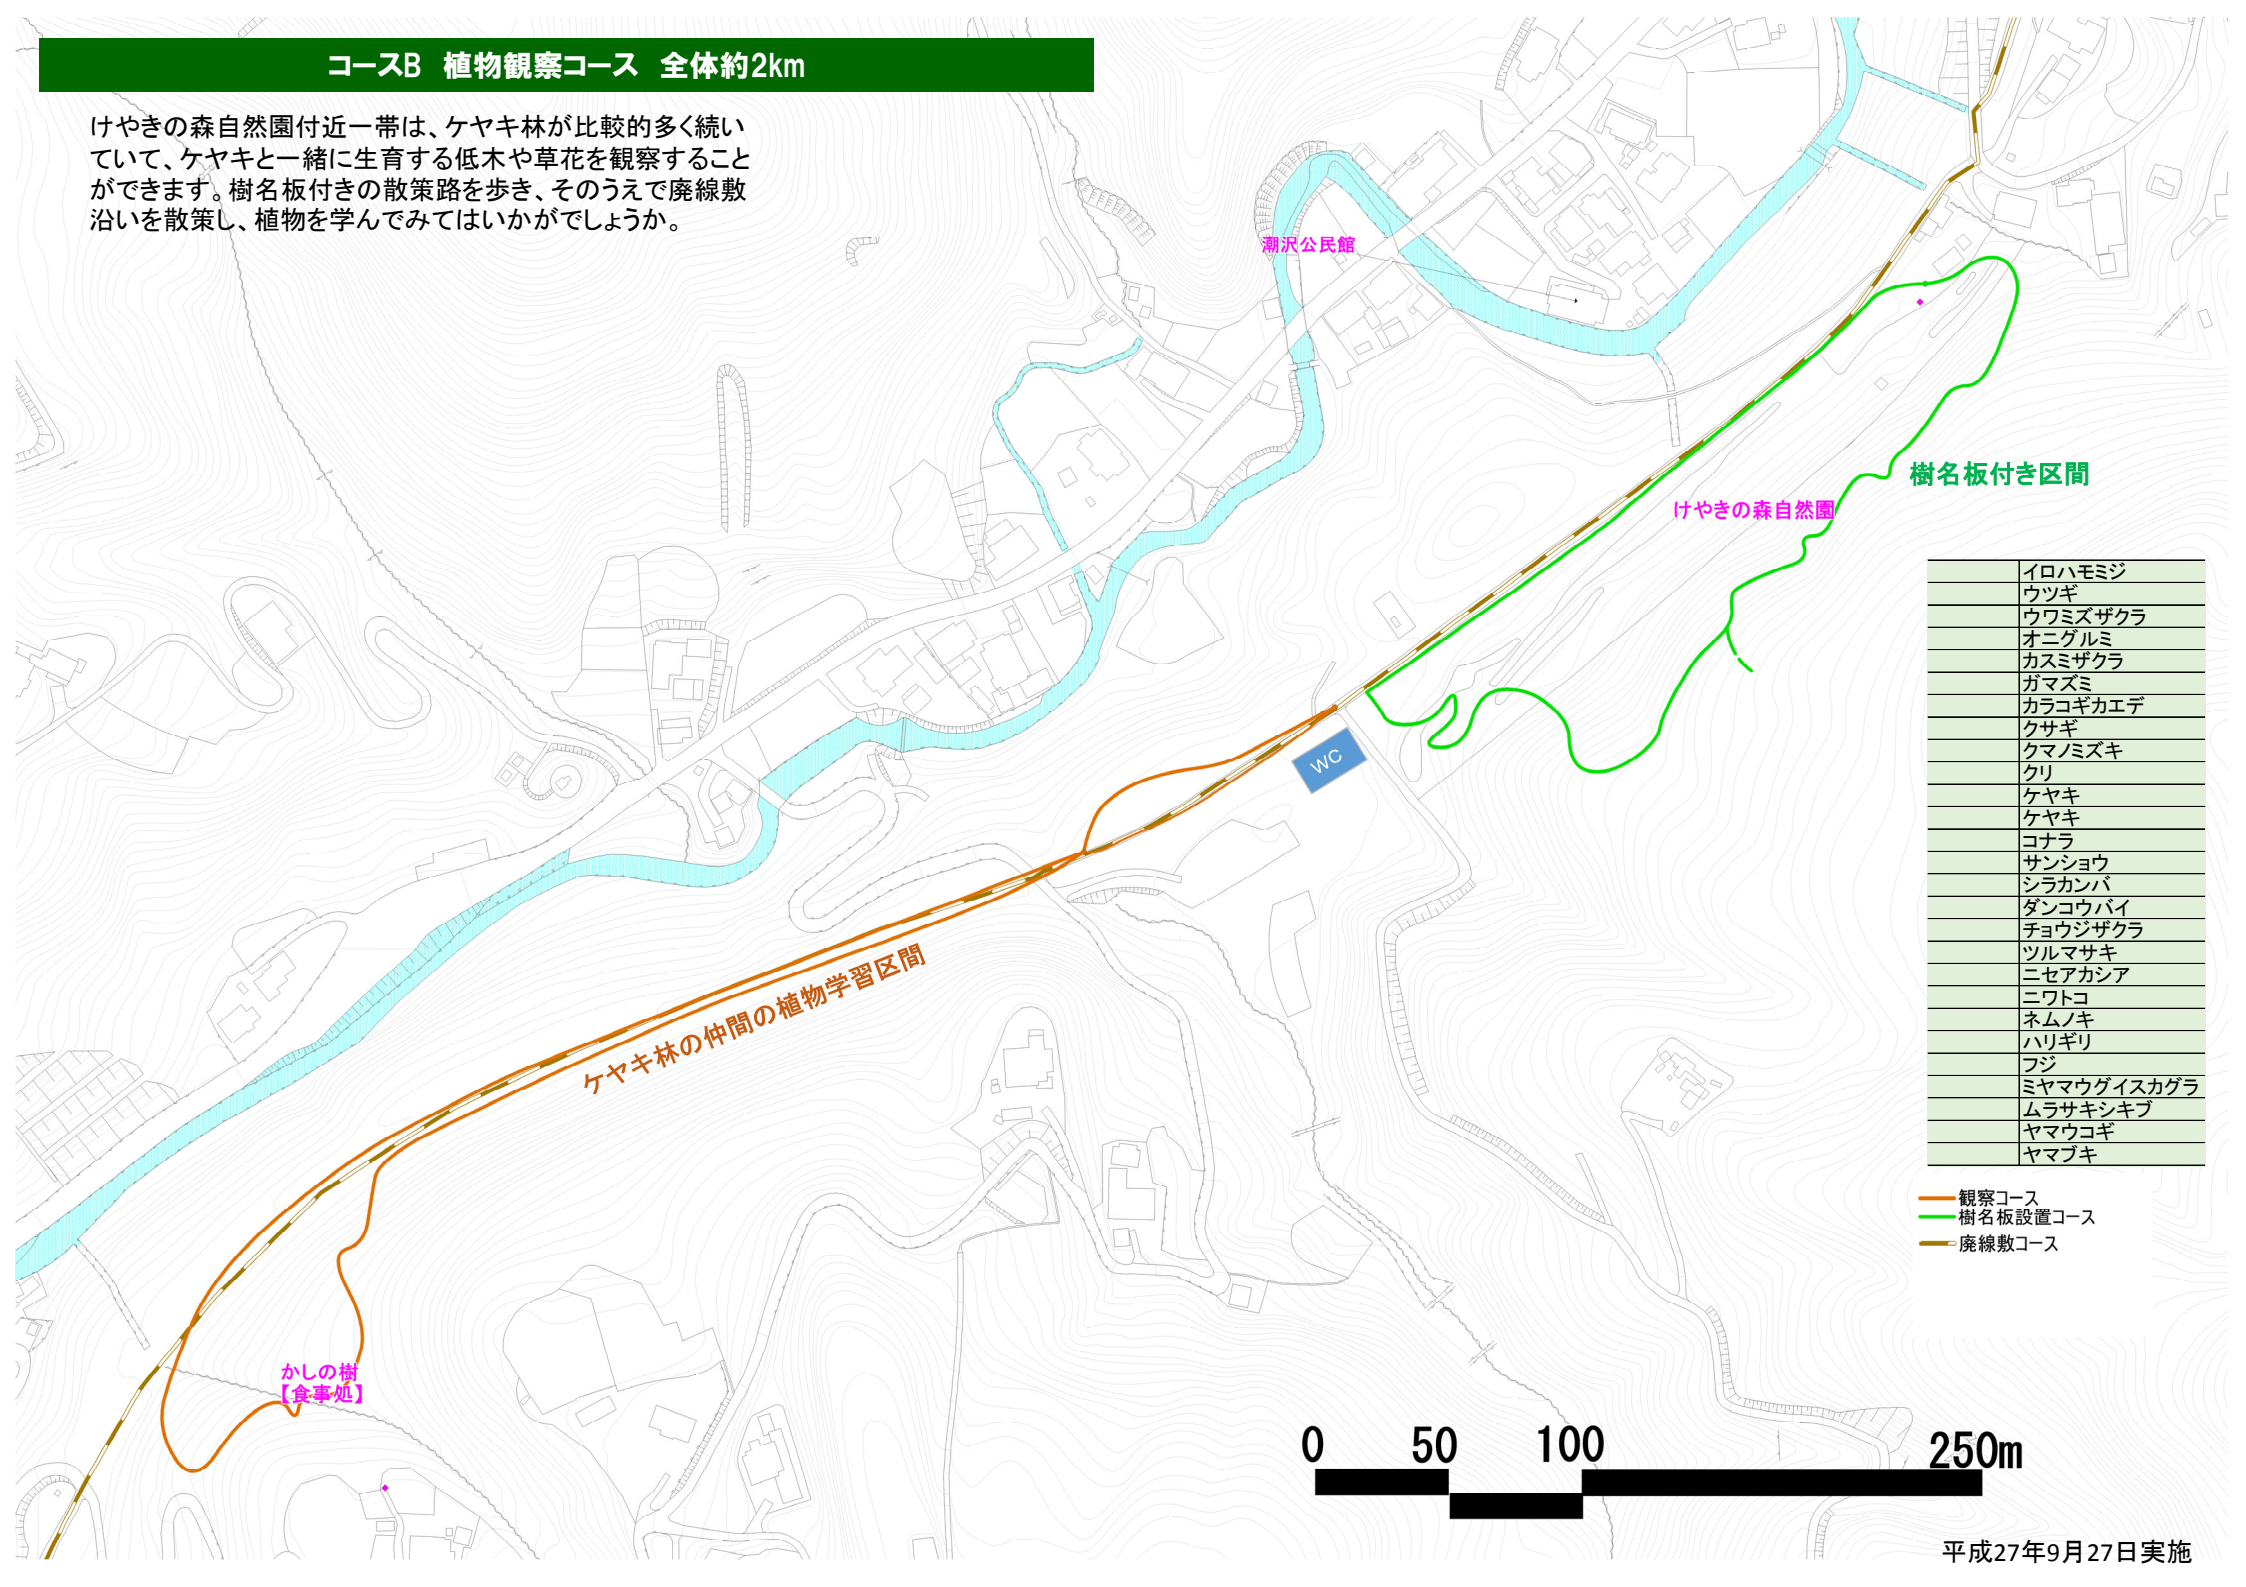 コースB 植物観察コース 全体約2km
けやきの森自然園付近一帯は、ケヤキ林が比較的多く続い
ていて、ケヤキと一緒に生育する低木や草花を観察すること
ができます。樹名板付きの散策路を歩き、そのうえで廃線敷
沿いを散策し、植物を学んでみてはいかがでしょうか。
潮沢公民館
樹名板付き区間
けやきの森自然園
イロハモミジ
ウツギ
ウワミズザクラ
オニグルミ
カスミザクラ
ガマズミ
カラコギカエデ
クサギ
クマノミズキ
クリ
ケヤキ
ケヤキ
コナラ
サンショウ
シラカンバ
ダンコウバイ
チョウジザクラ
ツルマサキ
ニセアカシア
ニワトコ
ネムノキ
ハリギリ
フジ
ミヤマウグイスカグラ
ムラサキシキブ
ヤマウコギ
ヤマブキ
WC
ケヤキ林の仲間の植物学習区間
観察コース
樹名板設置コース
廃線敷コース
かしの樹
【食事処】
0 50 100 250m
平成27年9月27日実施